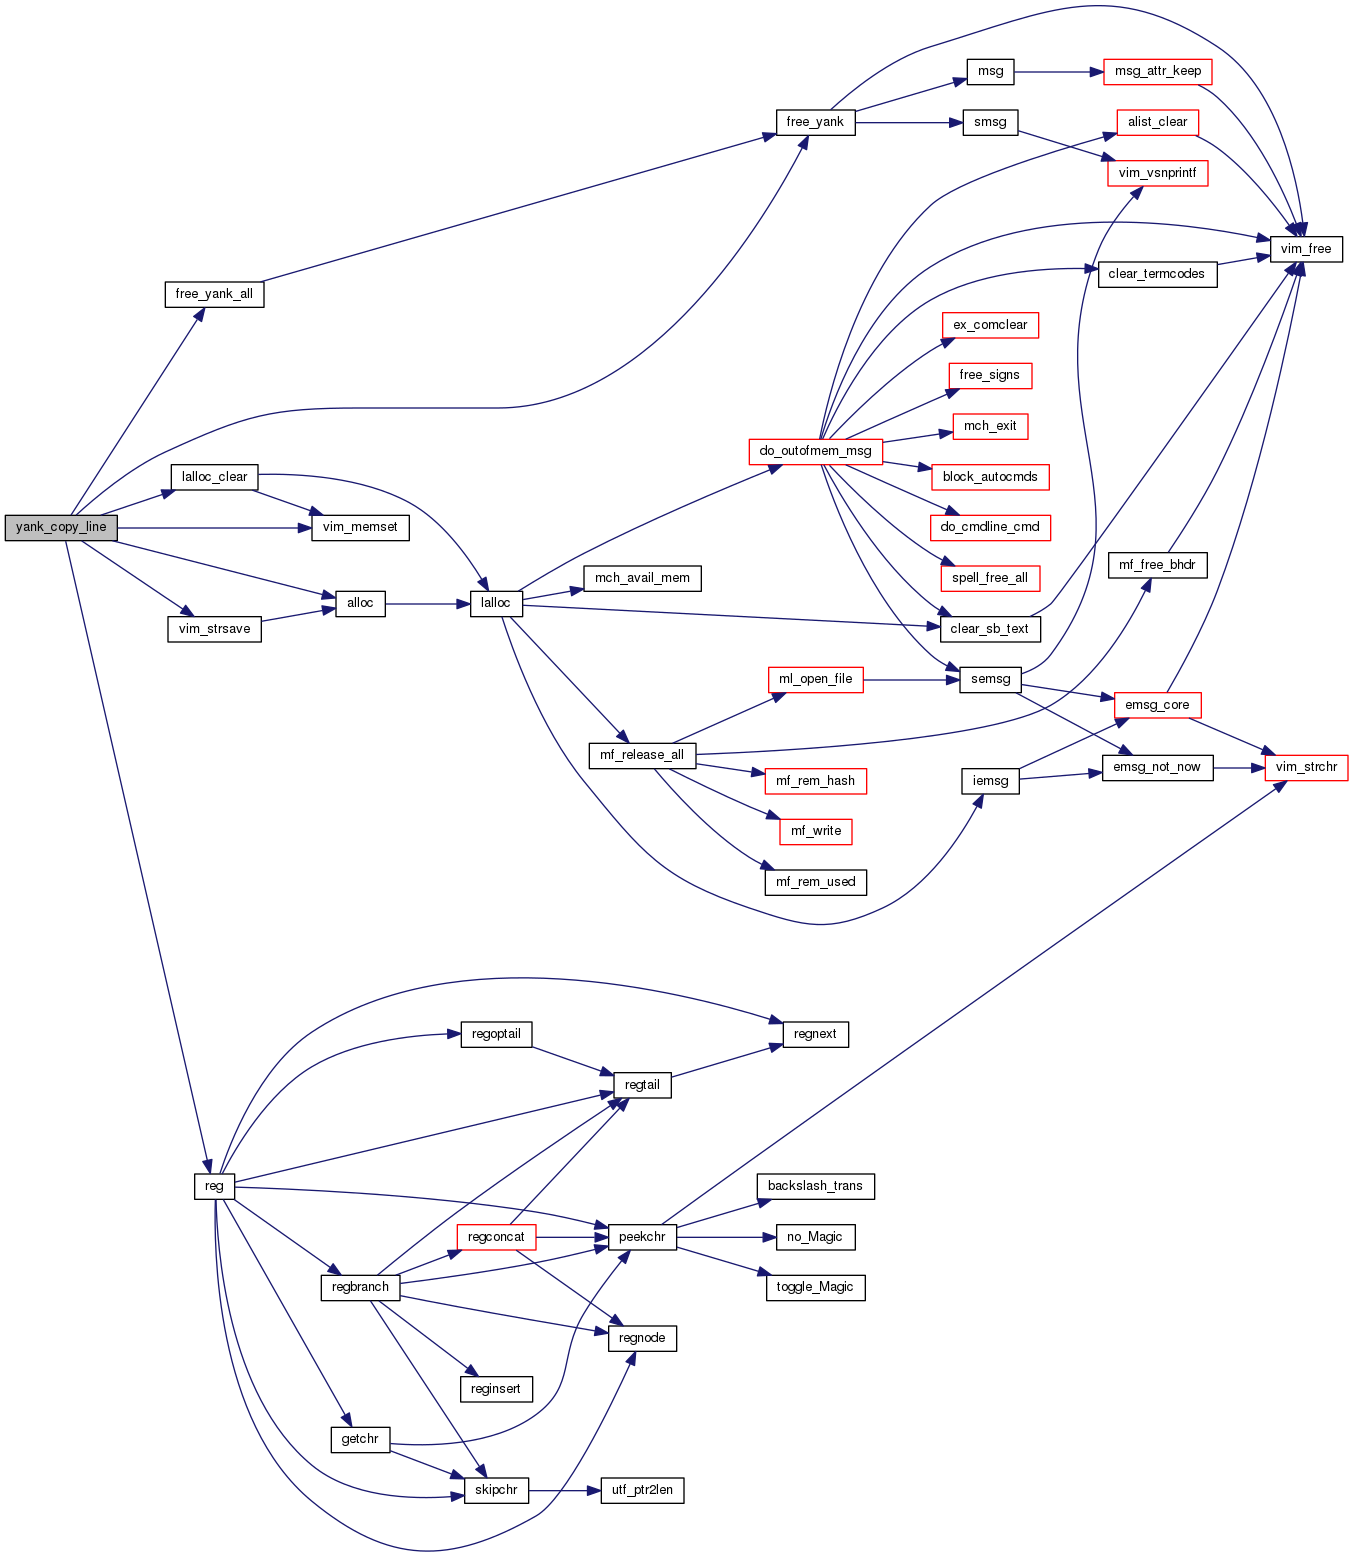 msg
msg_attr_keep
free_yank
smsg
alist_clear
vim_vsnprintf
vim_free
clear_termcodes
free_yank_all
ex_comclear
free_signs
mch_exit
do_outofmem_msg
block_autocmds
lalloc_clear
yank_copy_line
vim_memset
do_cmdline_cmd
mch_avail_mem
spell_free_all
mf_free_bhdr
alloc
lalloc
vim_strsave
clear_sb_text
ml_open_file
semsg
emsg_core
mf_release_all
mf_rem_hash
iemsg
emsg_not_now
vim_strchr
mf_write
mf_rem_used
regoptail
regnext
regtail
reg
backslash_trans
regconcat
peekchr
no_Magic
regbranch
toggle_Magic
regnode
reginsert
getchr
skipchr
utf_ptr2len